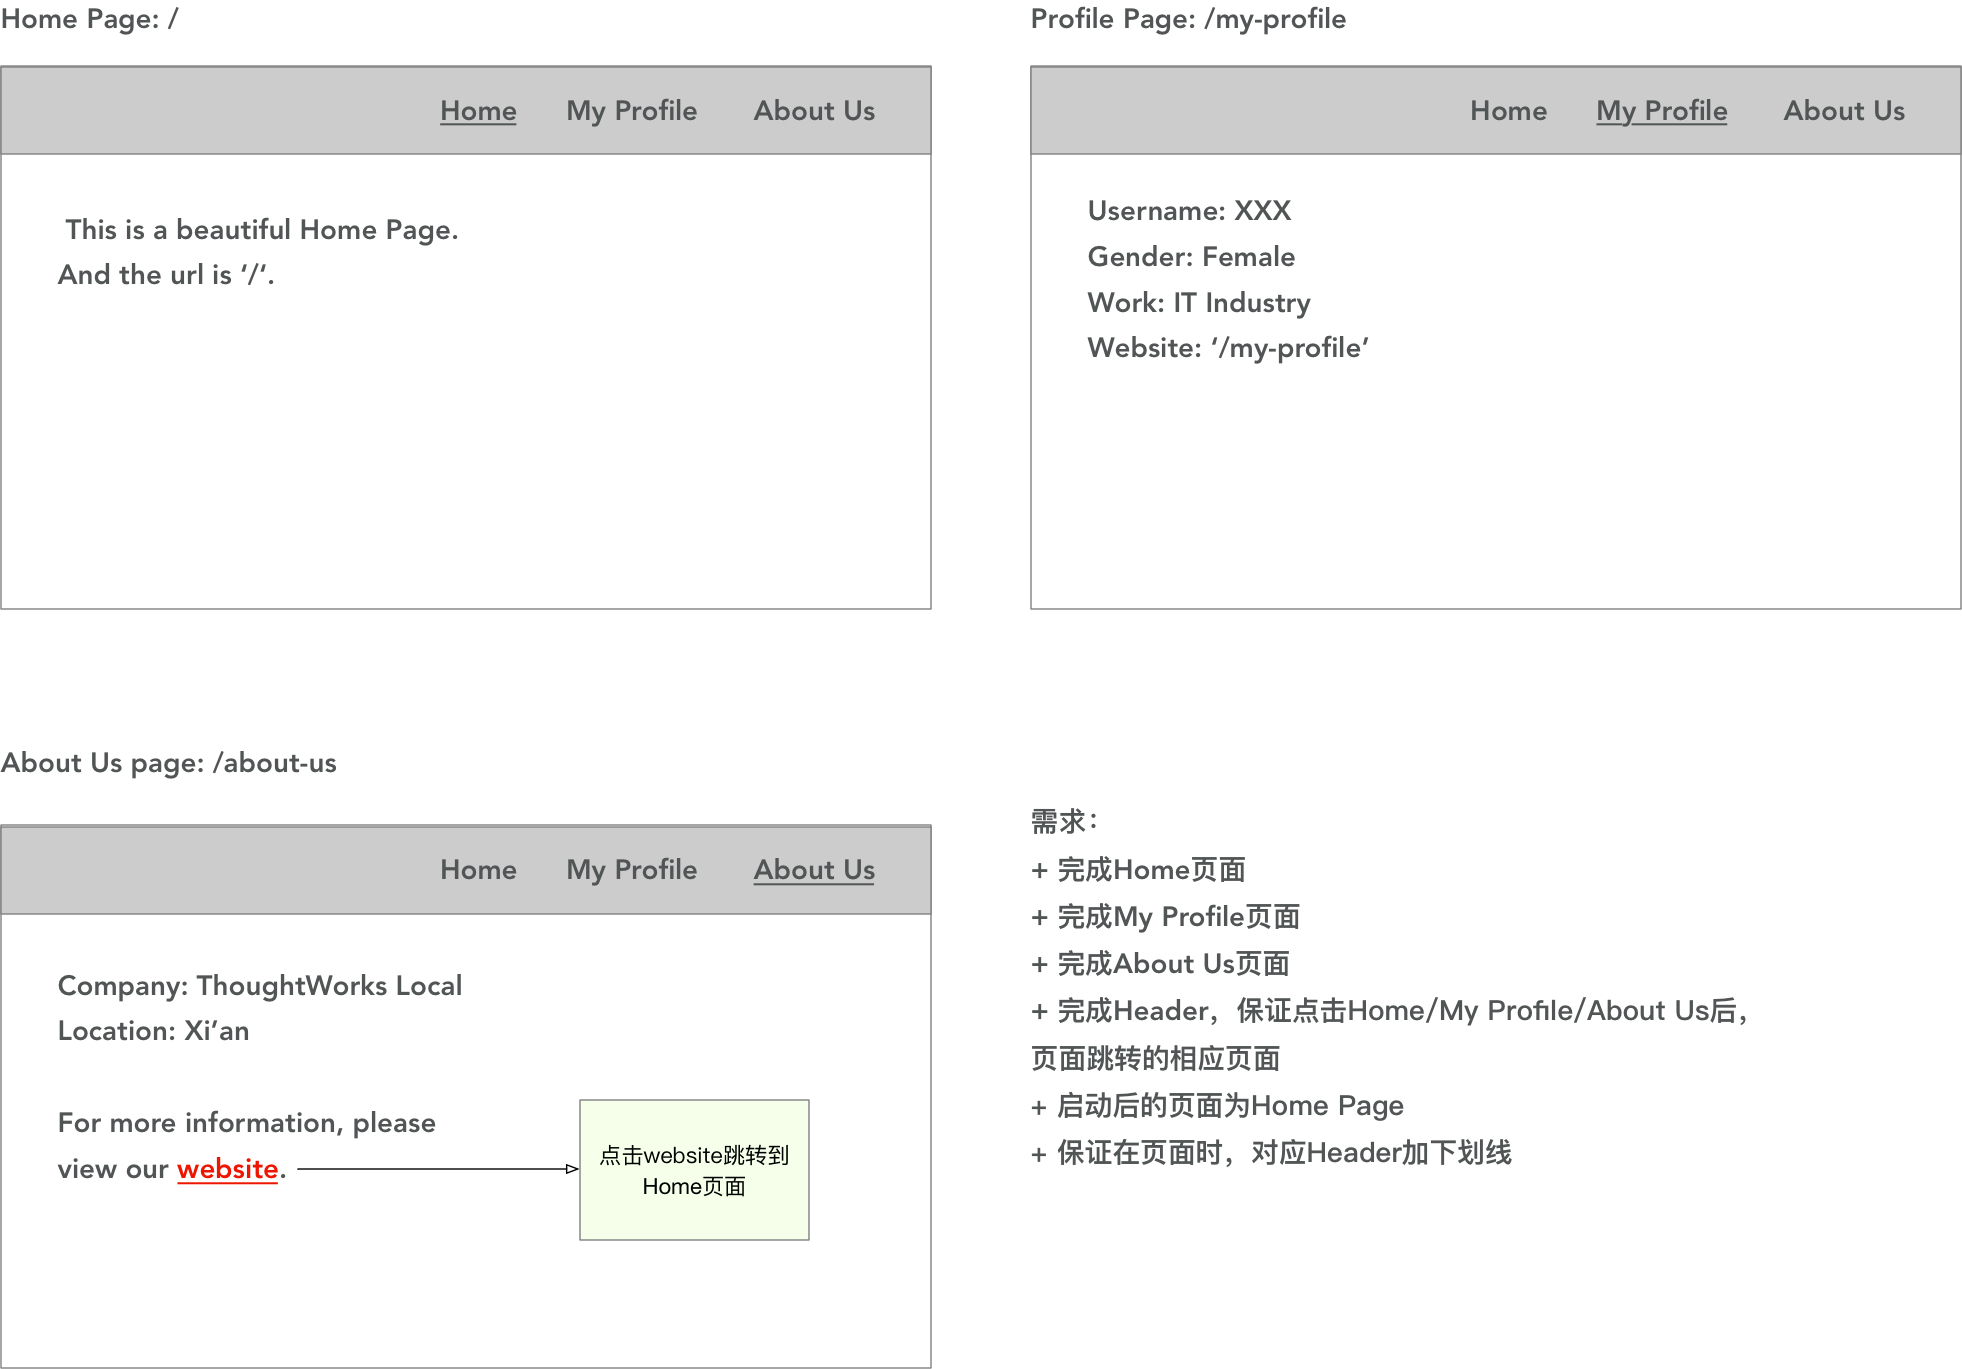 Home Page: /
Home My Profile About Us
This is a beautiful Home Page.
And the url is ‘/‘.
Profile Page: /my-profile
Home My Profile About Us
Username: XXX
Gender: Female
Work: IT Industry
Website: ‘/my-profile’
About Us page: /about-us
Home My Profile About Us
Company: ThoughtWorks Local
Location: Xi’an
For more information, please
view our website.
点击website跳转到
Home页面
需求：
+ 完成Home页面
+ 完成My Profile页面
+ 完成About Us页面
+ 完成Header，保证点击Home/My Profile/About Us后，
页面跳转的相应页面
+ 启动后的页面为Home Page
+ 保证在页面时，对应Header加下划线